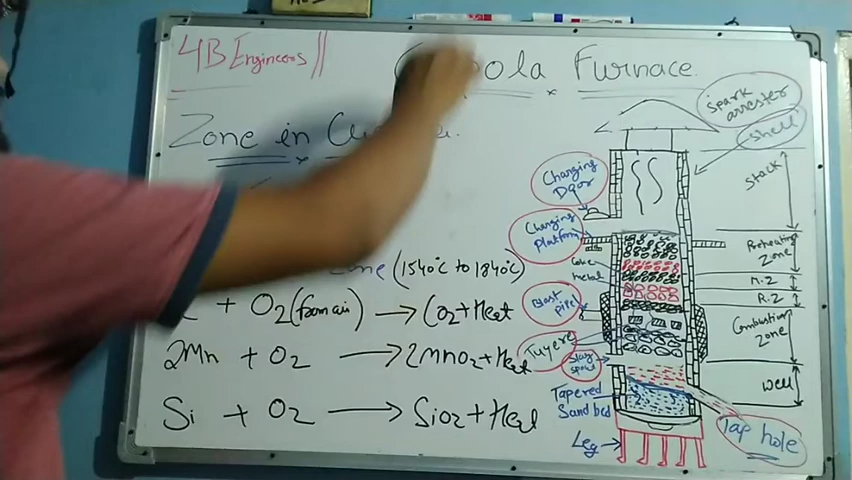 4B Engineers
ola Furnace.
Zone in
Zone (1540°C to 1840°C)
+ O2 (from air) → CO2 + Heat
2Mn + O2 → 2MnO2 + Heat
Si + O2 → SiO2 + Heat
Spark arrester
Shell
Charging Door
Stack
Charging Platform
Preheating Zone
Coke
Metal
M.Z
R.Z
Blast pipe
Combustion Zone
Tuyere
Slag spout
Well
Tapered Sand bed
Tap hole
Leg